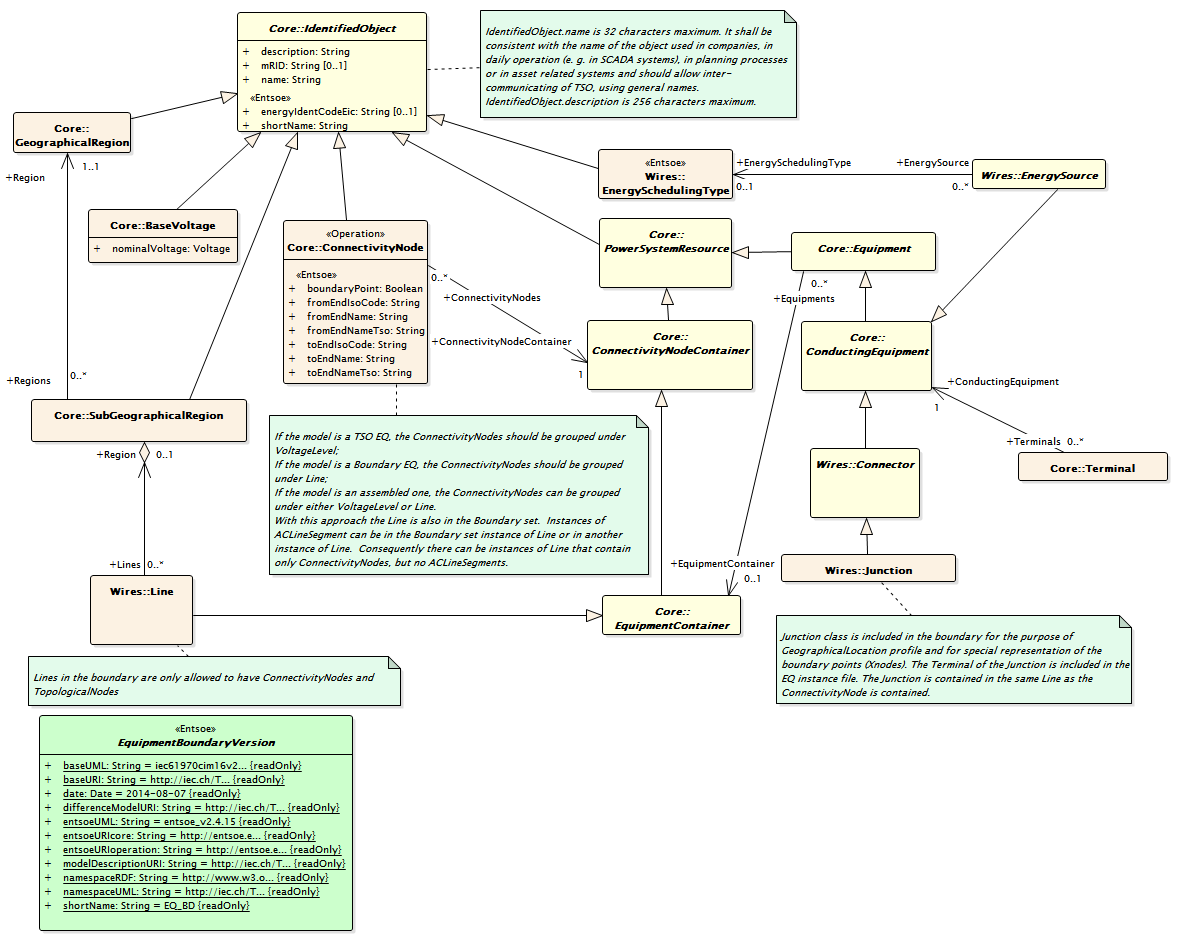 Core::IdentifiedObject
+ description: String
+ mRID: String [0..1]
+ name: String
«Entsoe»
+ energyIdentCodeEic: String [0..1]
+ shortName: String
IdentifiedObject.name is 32 characters maximum. It shall be
consistent with the name of the object used in companies, in
daily operation (e. g. in SCADA systems), in planning processes
or in asset related systems and should allow inter-
communicating of TSO, using general names.
IdentifiedObject.description is 256 characters maximum.
Core::
GeographicalRegion
+Region
1..1
Core::BaseVoltage
+ nominalVoltage: Voltage
«Operation»
Core::ConnectivityNode
«Entsoe»
+ boundaryPoint: Boolean
+ fromEndIsoCode: String
+ fromEndName: String
+ fromEndNameTso: String
+ toEndIsoCode: String
+ toEndName: String
+ toEndNameTso: String
«Entsoe»
Wires::
EnergySchedulingType
+EnergySchedulingType
0..1
+EnergySource
0..*
Wires::EnergySource
Core::
PowerSystemResource
Core::Equipment
0..*
+Equipments
0..*
+ConnectivityNodes
+ConnectivityNodeContainer
1
Core::
ConnectivityNodeContainer
Core::
ConductingEquipment
+ConductingEquipment
1
+Terminals 0..*
Core::Terminal
+Regions
0..*
Core::SubGeographicalRegion
+Region
0..1
If the model is a TSO EQ, the ConnectivityNodes should be grouped under
VoltageLevel;
If the model is a Boundary EQ, the ConnectivityNodes should be grouped
under Line;
If the model is an assembled one, the ConnectivityNodes can be grouped
under either VoltageLevel or Line.
With this approach the Line is also in the Boundary set. Instances of
ACLineSegment can be in the Boundary set instance of Line or in another
instance of Line. Consequently there can be instances of Line that contain
only ConnectivityNodes, but no ACLineSegments.
Wires::Connector
Wires::Junction
+EquipmentContainer
0..1
Core::
EquipmentContainer
+Lines 0..*
Wires::Line
Junction class is included in the boundary for the purpose of
GeographicalLocation profile and for special representation of the
boundary points (Xnodes). The Terminal of the Junction is included in the
EQ instance file. The Junction is contained in the same Line as the
ConnectivityNode is contained.
Lines in the boundary are only allowed to have ConnectivityNodes and
TopologicalNodes
«Entsoe»
EquipmentBoundaryVersion
+ baseUML: String = iec61970cim16v2... {readOnly}
+ baseURI: String = http://iec.ch/T... {readOnly}
+ date: Date = 2014-08-07 {readOnly}
+ differenceModelURI: String = http://iec.ch/T... {readOnly}
+ entsoeUML: String = entsoe_v2.4.15 {readOnly}
+ entsoeURIcore: String = http://entsoe.e... {readOnly}
+ entsoeURIoperation: String = http://entsoe.e... {readOnly}
+ modelDescriptionURI: String = http://iec.ch/T... {readOnly}
+ namespaceRDF: String = http://www.w3.o... {readOnly}
+ namespaceUML: String = http://iec.ch/T... {readOnly}
+ shortName: String = EQ_BD {readOnly}